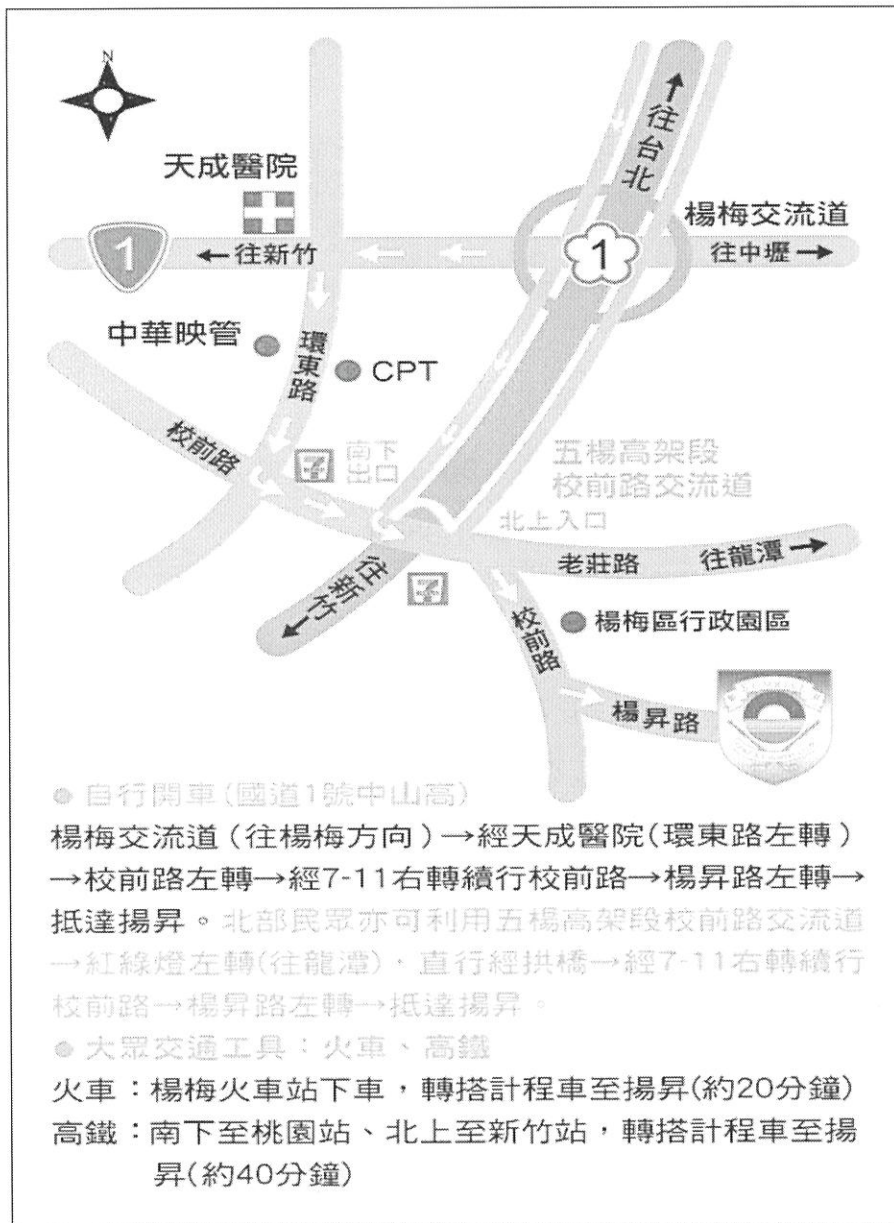 N
↑往台北
天成醫院
楊梅交流道
1
←往新竹
1
往中壢→
中華映管
環東路
CPT
校前路
南下
出口
五楊高架段
校前路交流道
北上入口
老莊路
往龍潭→
往新竹
←
校前路
楊梅區行政園區
楊昇路
● 自行開車(國道1號中山高)
楊梅交流道(往楊梅方向)→經天成醫院(環東路左轉)
→校前路左轉→經7-11右轉續行校前路→楊昇路左轉→
抵達揚昇。北部民眾亦可利用五楊高架段校前路交流道
→紅綠燈左轉(往龍潭)，直行經拱橋→經7-11右轉續行
校前路→楊昇路左轉→抵達揚昇。
● 大眾交通工具：火車、高鐵
火車：楊梅火車站下車，轉搭計程車至揚昇(約20分鐘)
高鐵：南下至桃園站、北上至新竹站，轉搭計程車至揚
昇(約40分鐘)